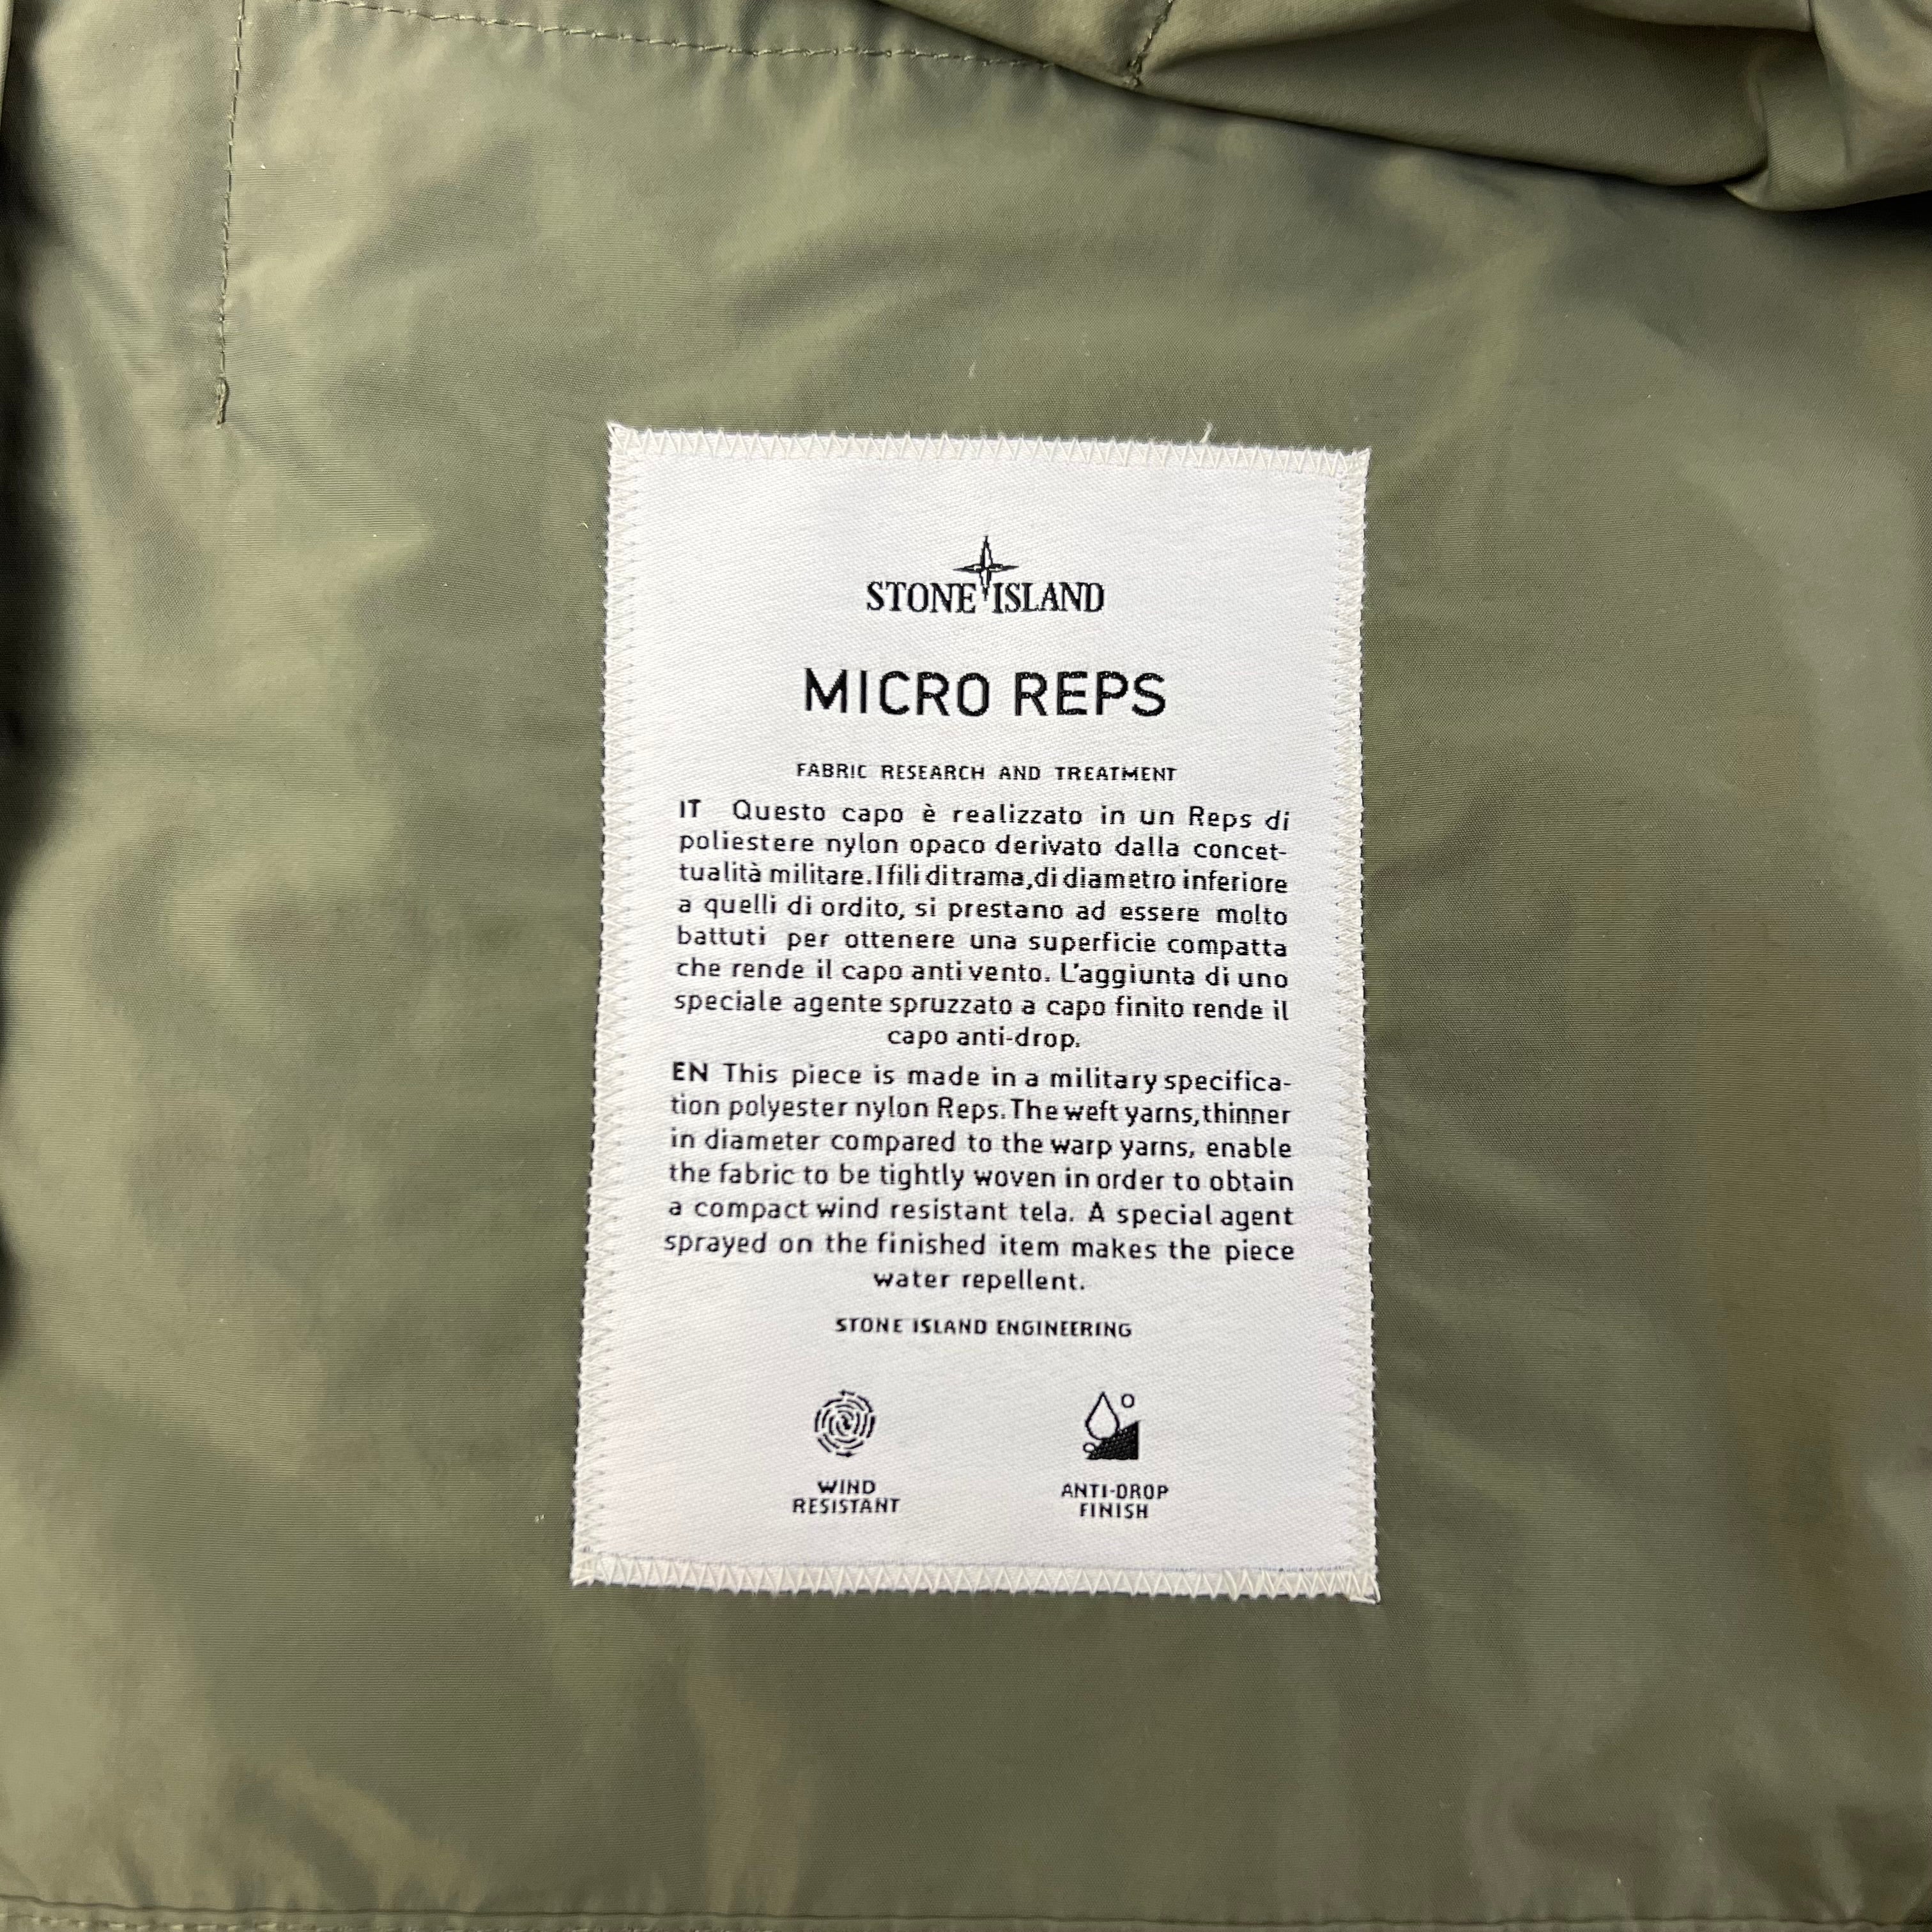 STONE ISLAND
MICRO REPS
FABRIC RESEARCH AND TREATMENT
IT Questo capo è realizzato in un Reps di
poliestere nylon opaco derivato dalla concet-
tualità militare. I fili di trama, di diametro inferiore
a quelli di ordito, si prestano ad essere molto
battuti per ottenere una superficie compatta
che rende il capo antivento. L'aggiunta di uno
speciale agente spruzzato a capo finito rende il
capo anti-drop.
EN This piece is made in a military specifica-
tion polyester nylon Reps. The weft yarns, thinner
in diameter compared to the warp yarns, enable
the fabric to be tightly woven in order to obtain
a compact wind resistant tela. A special agent
sprayed on the finished item makes the piece
water repellent.
STONE ISLAND ENGINEERING
WIND
RESISTANT
ANTI-DROP
FINISH